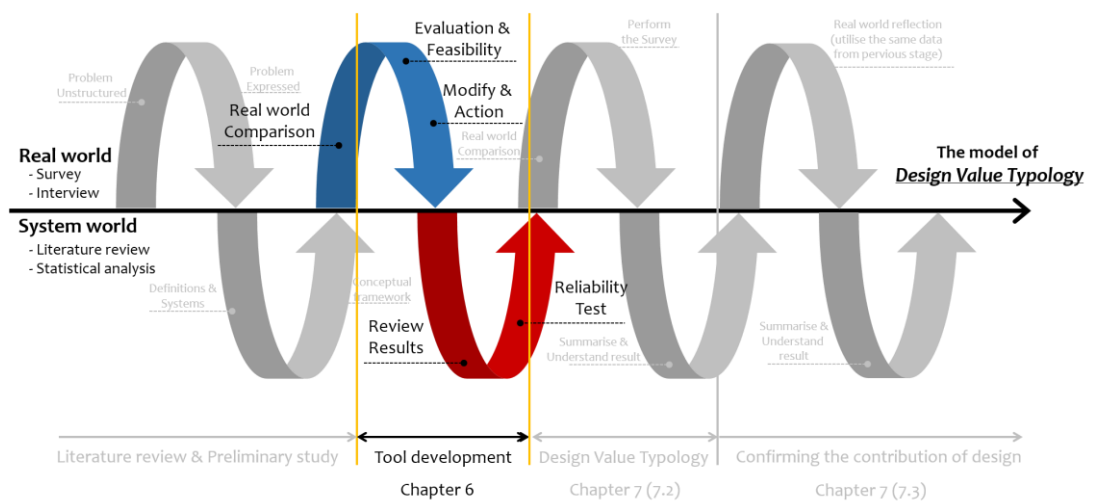 Evaluation &
Feasibility
Perform
the Survey
Real world reflection
(utilise the same data
from pervious stage)
Problem
Unstructured
Problem
Expressed
Real world
Comparison
Modify &
Action
Real world
Comparison
Real world
- Survey
- Interview
The model of
Design Value Typology
System world
- Literature review
- Statistical analysis
Definitions &
Systems
Conceptual
framework
Review
Results
Reliability
Test
Summarise &
Understand result
Summarise &
Understand
result
Literature review & Preliminary study
Tool development
Design Value Typology
Confirming the contribution of design
Chapter 6
Chapter 7 (7.2)
Chapter 7 (7.3)